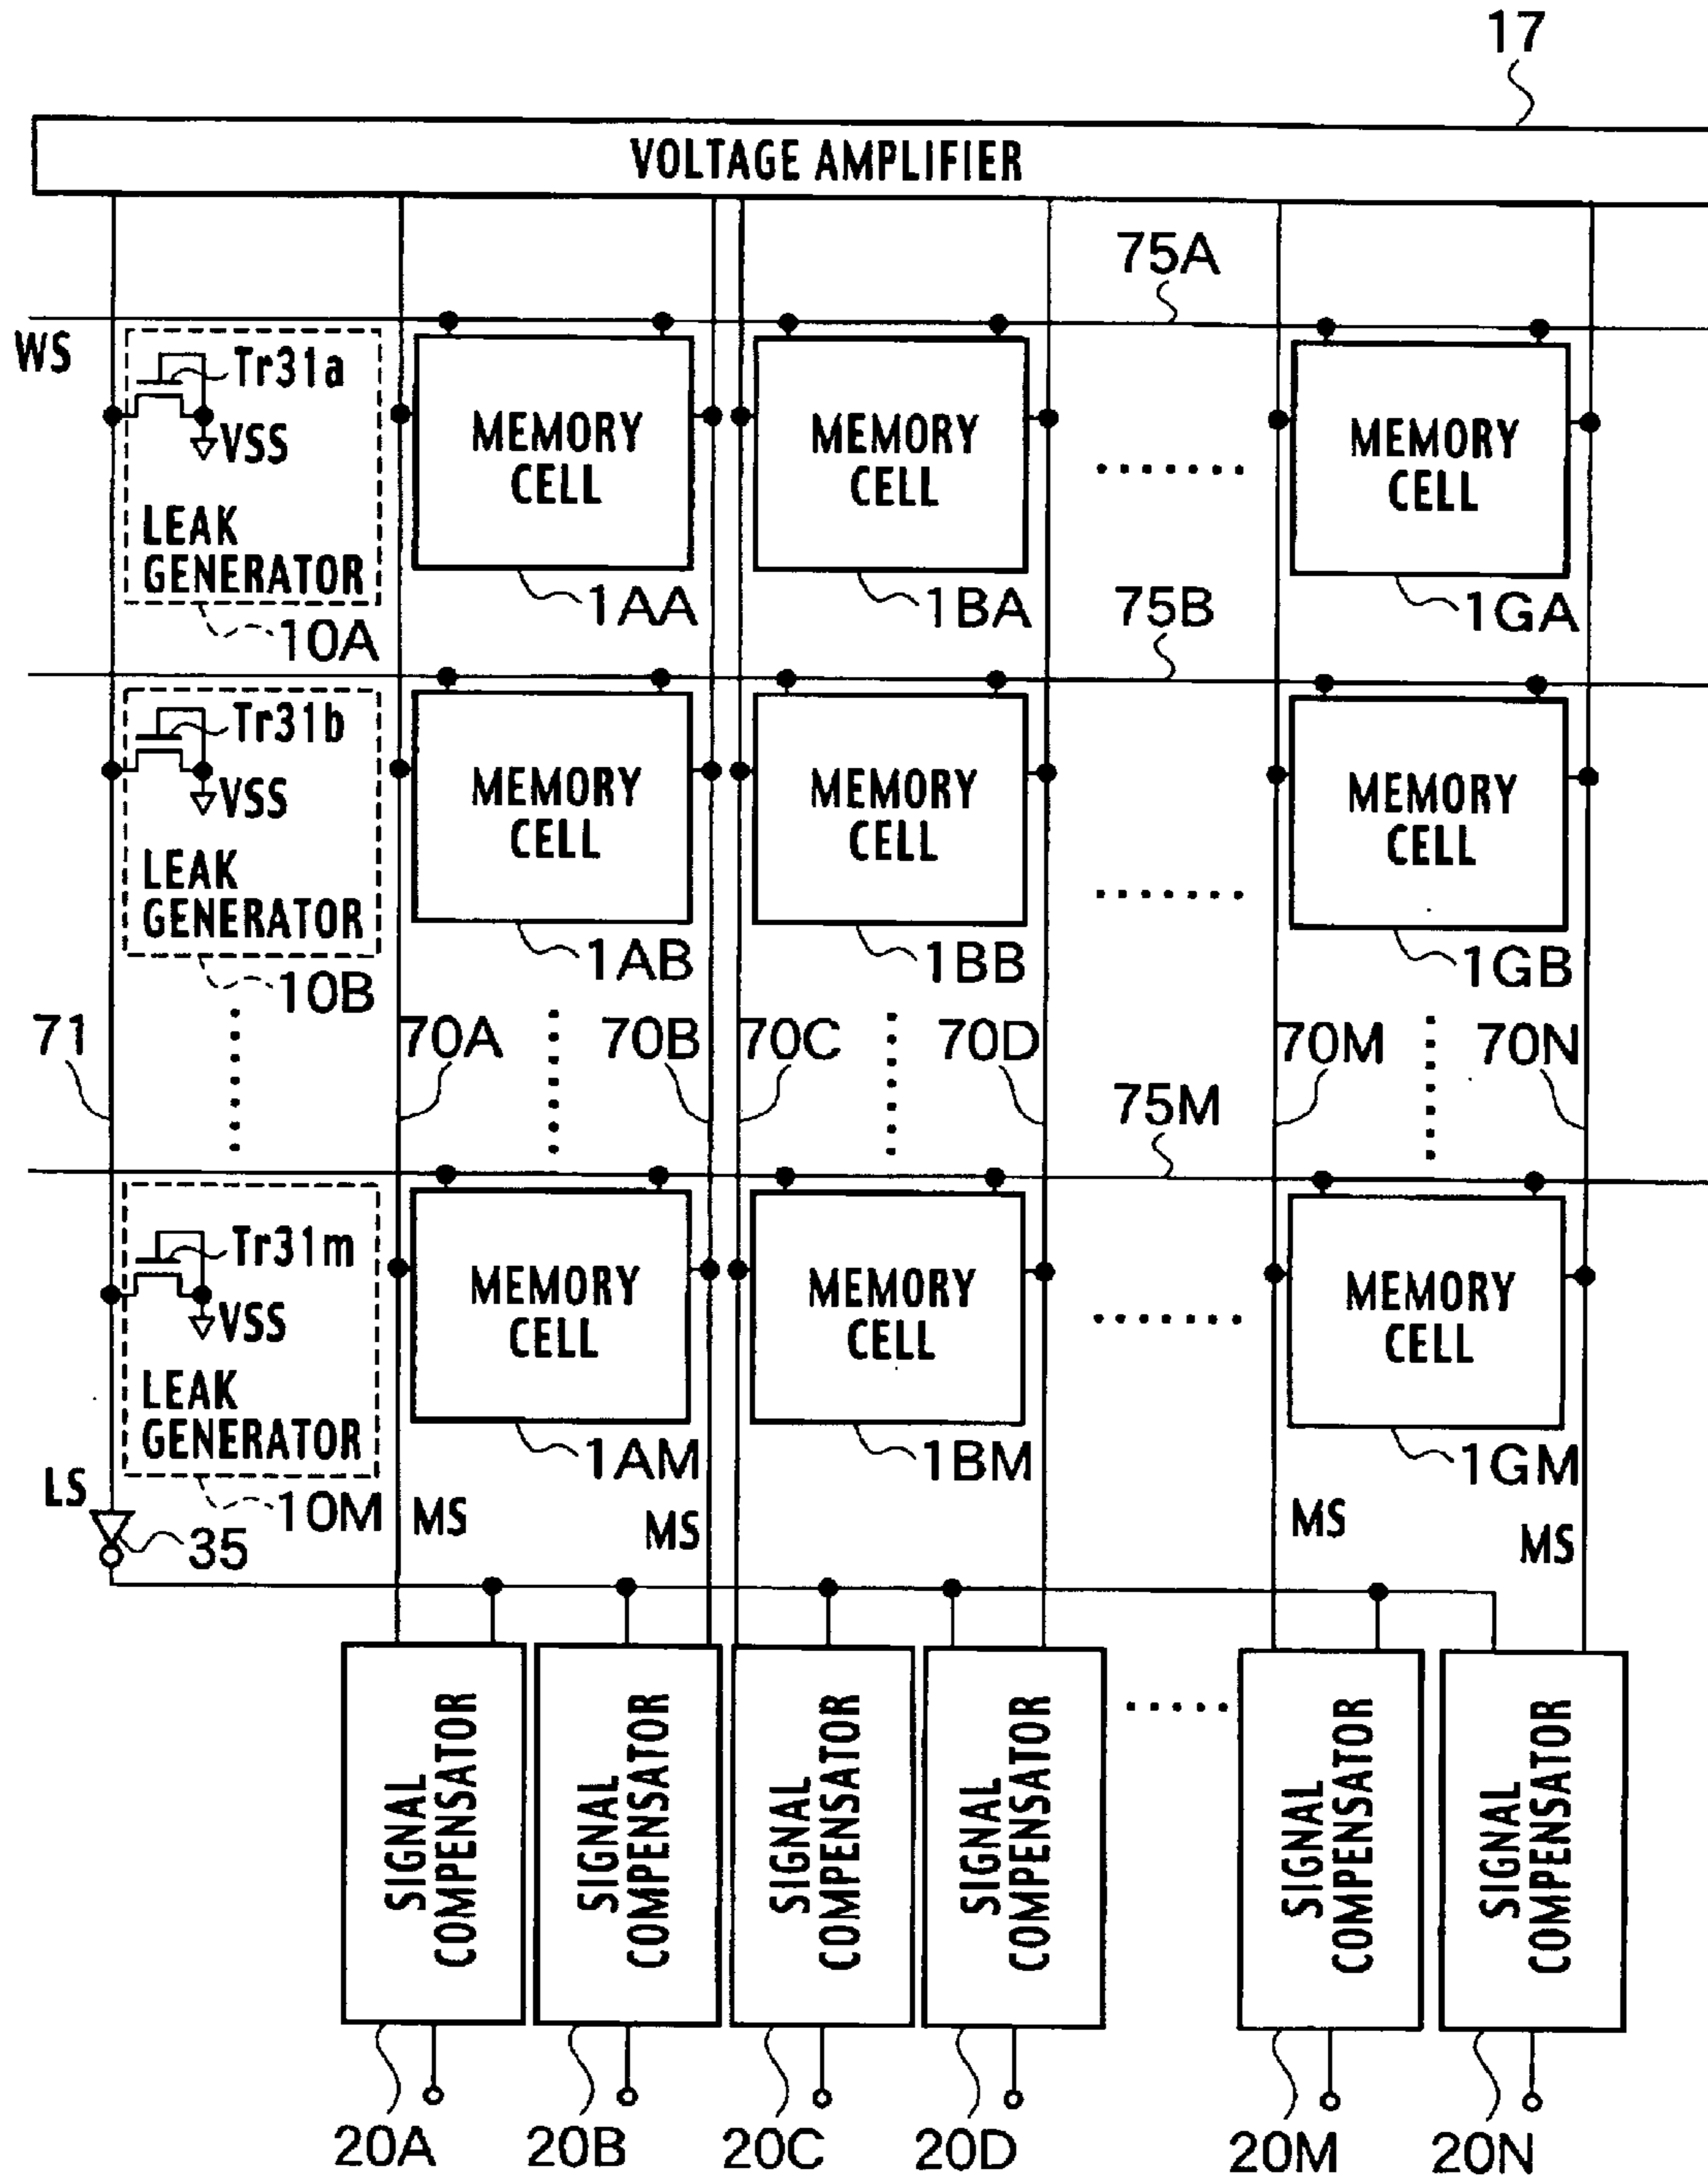 17
VOLTAGE AMPLIFIER
75A
WS
Tr31a
VSS
LEAK
GENERATOR
10A
MEMORY
CELL
1AA
MEMORY
CELL
1BA
MEMORY
CELL
1GA
75B
Tr31b
VSS
LEAK
GENERATOR
10B
MEMORY
CELL
1AB
MEMORY
CELL
1BB
MEMORY
CELL
1GB
71
70A
70B
70C
70D
70M
70N
75M
Tr31m
VSS
LEAK
GENERATOR
10M
MEMORY
CELL
1AM
MEMORY
CELL
1BM
MEMORY
CELL
1GM
LS
35
MS
MS
MS
MS
SIGNAL
COMPENSATOR
SIGNAL
COMPENSATOR
SIGNAL
COMPENSATOR
SIGNAL
COMPENSATOR
SIGNAL
COMPENSATOR
SIGNAL
COMPENSATOR
20A
20B
20C
20D
20M
20N